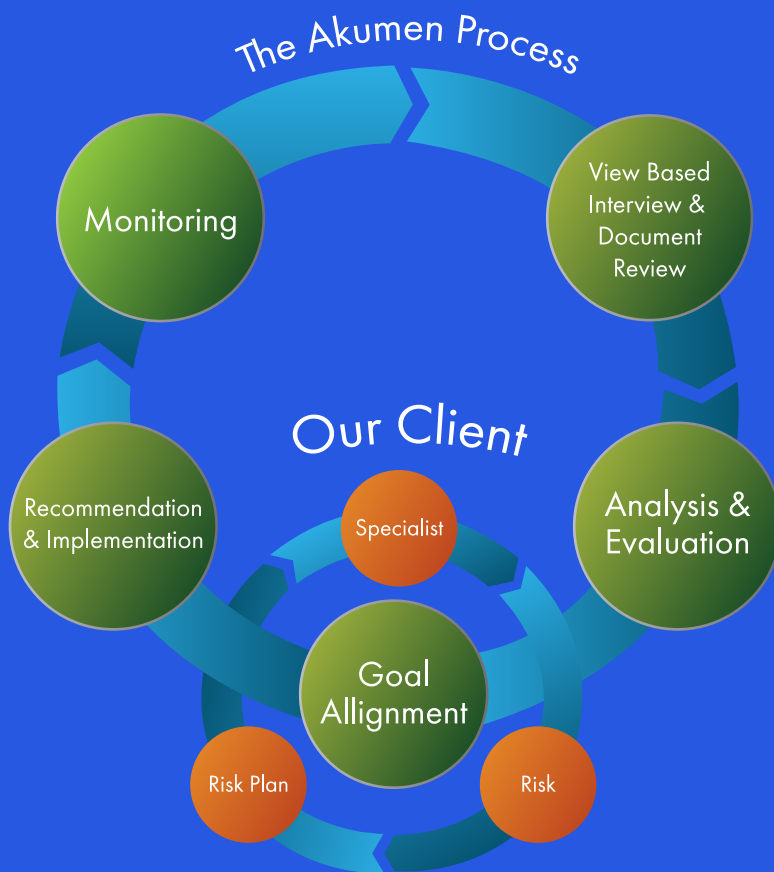 The Akumen Process
Monitoring
View Based
Interview &
Document
Review
Our Client
Recommendation
& Implementation
Specialist
Analysis &
Evaluation
Goal
Allignment
Risk Plan
Risk